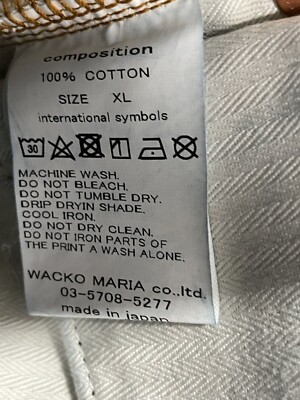 composition
100% COTTON
SIZE XL
international symbols
30
MACHINE WASH.
DO NOT BLEACH.
DO NOT TUMBLE DRY.
DRIP DRYIN SHADE.
COOL IRON.
DO NOT DRY CLEAN.
DO NOT IRON PARTS OF
THE PRINT A WASH ALONE.
WACKO MARIA co.,ltd.
03-5708-5277
made in japan